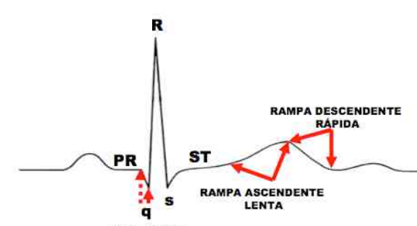 R
RAMPA DESCENDENTE
RÁPIDA
PR
ST
RAMPA ASCENDENTE
LENTA
s
q